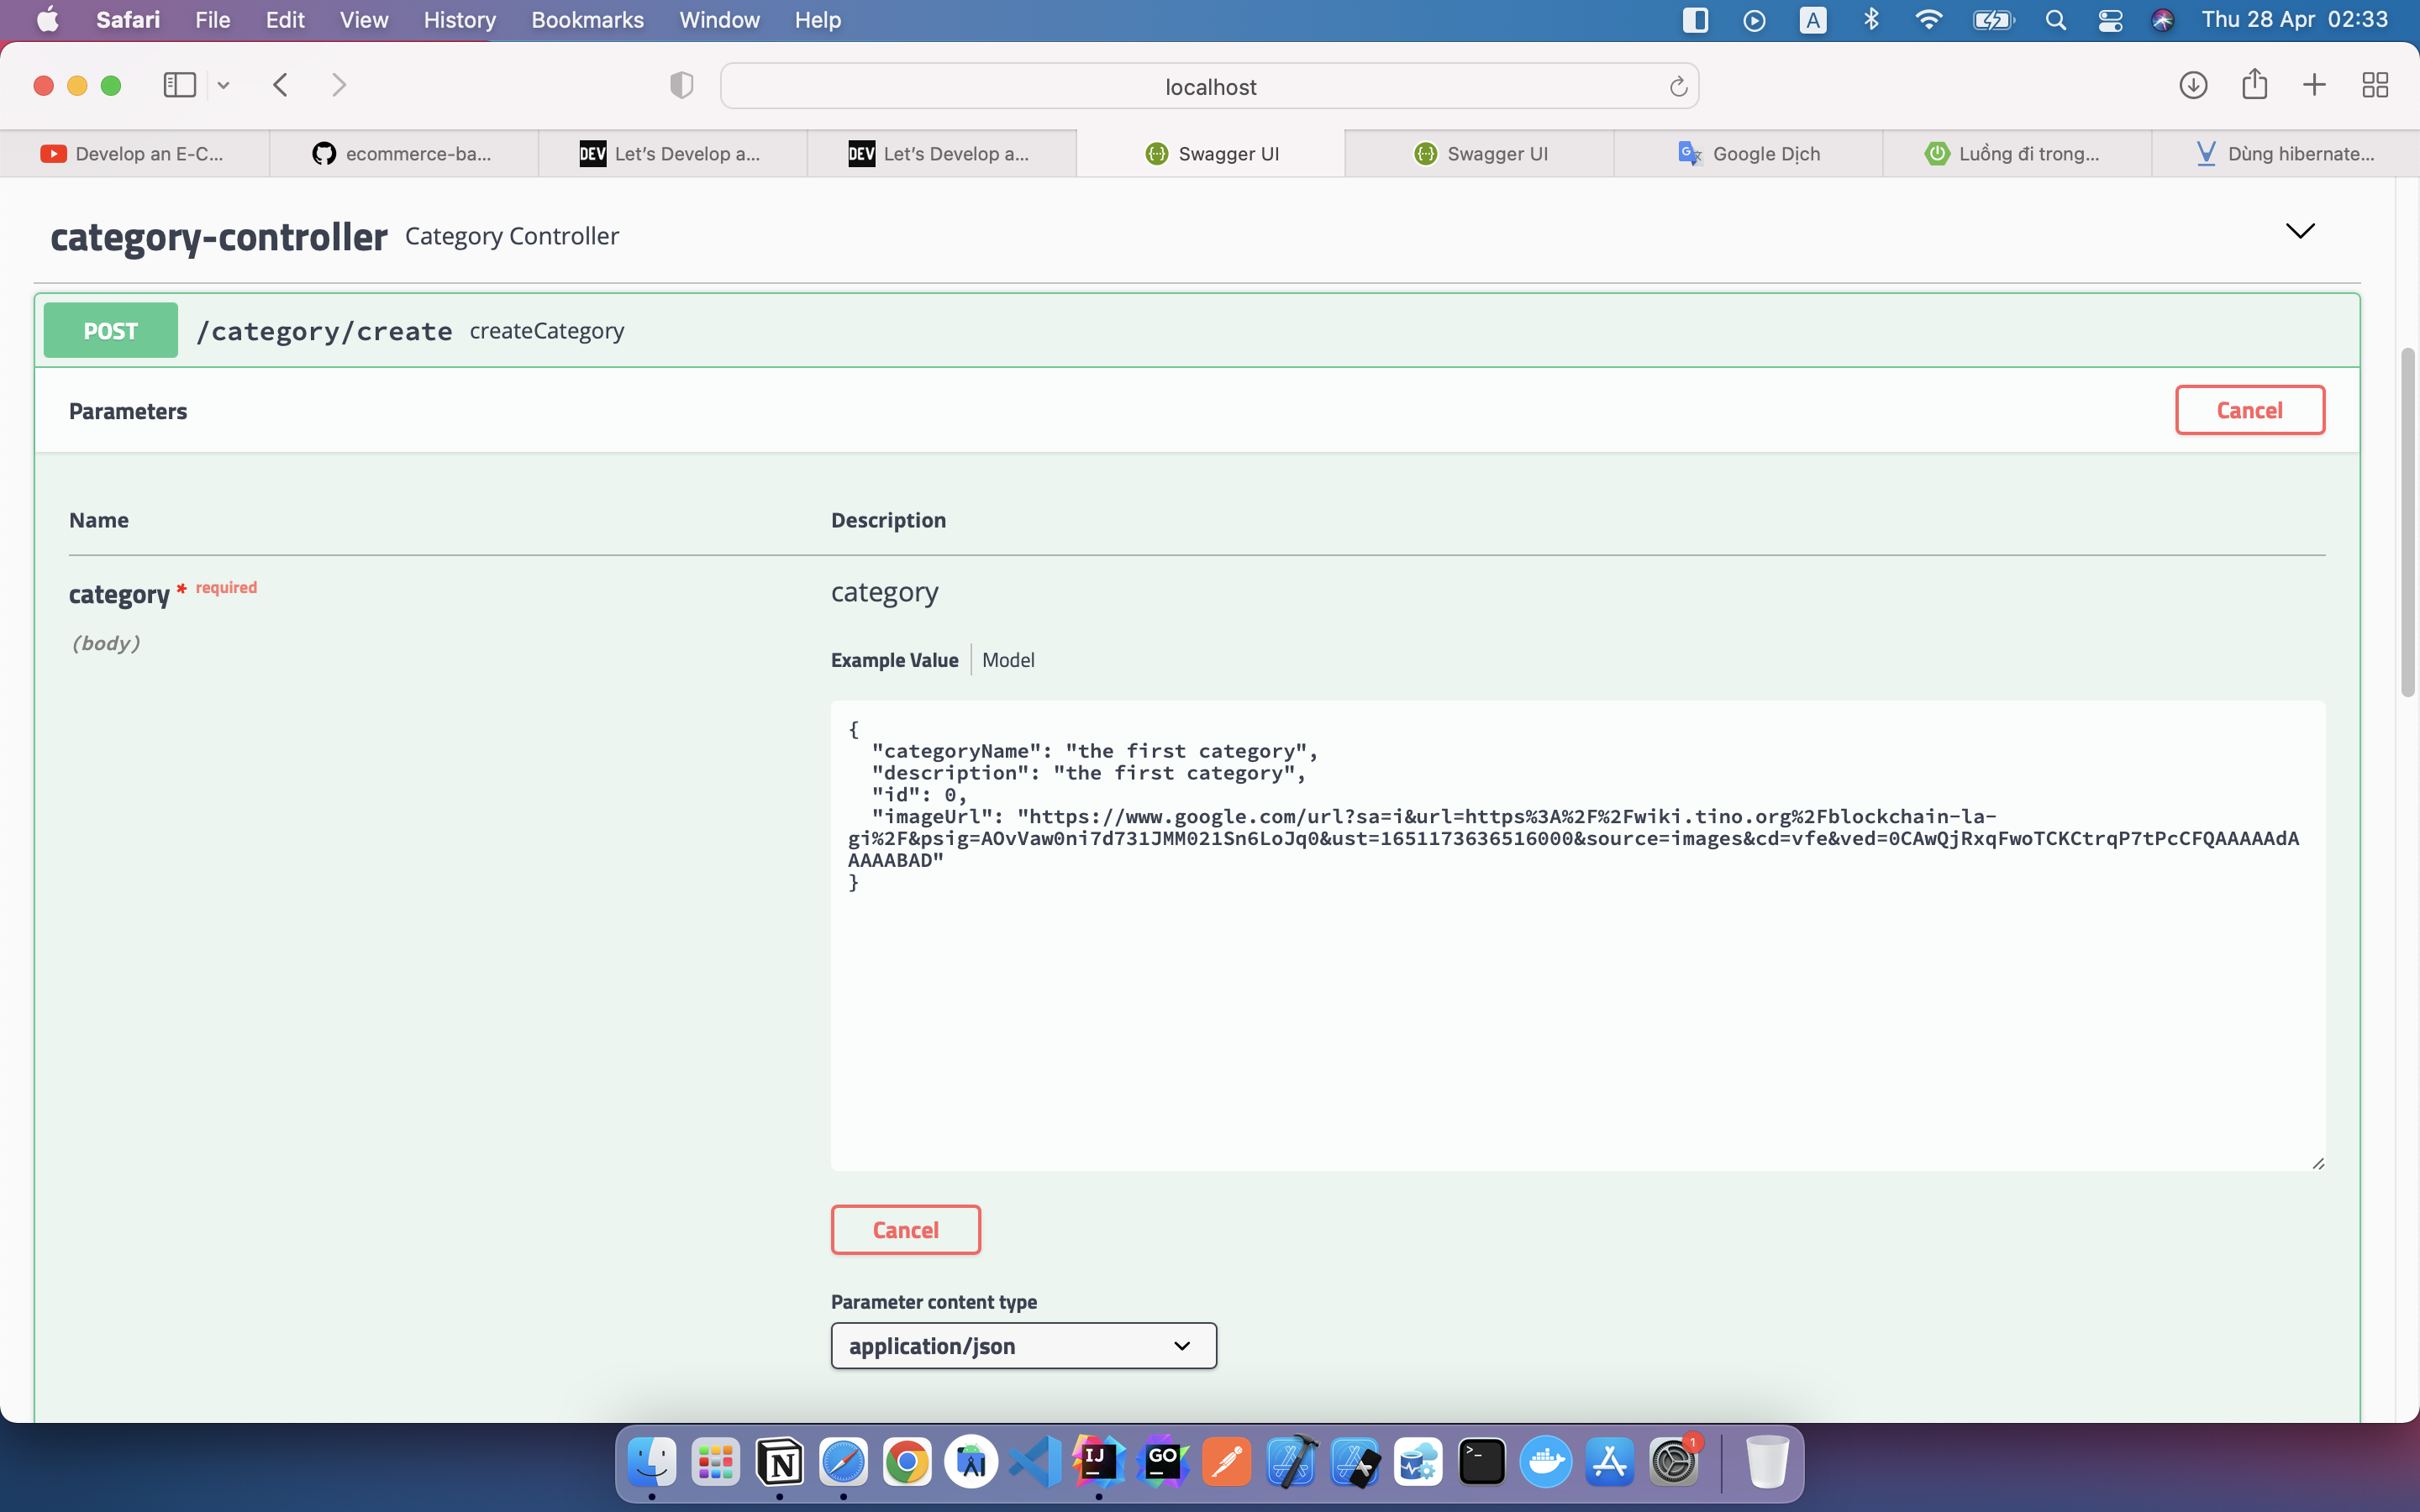 Safari File Edit View History Bookmarks Window Help A Thu 28 Apr 02:33
localhost
Develop an E-C... ecommerce-ba... DEV Let's Develop a... DEV Let's Develop a... Swagger UI Swagger UI Google Dịch Luồng đi trong... Dùng hibernate...
category-controller Category Controller
POST /category/create createCategory
Parameters Cancel
Name Description
category * required category
(body)
Example Value Model
{
"categoryName": "the first category",
"description": "the first category",
"id": 0,
"imageUrl": "https://www.google.com/url?sa=i&url=https%3A%2F%2Fwiki.tino.org%2Fblockchain-la-
gi%2F&psig=AOvVaw0ni7d731JMM021Sn6LoJq0&ust=1651173636516000&source=images&cd=vfe&ved=0CAwQjRxqFwoTCKCtrqP7tPcCFQAAAAAdA
AAAABAD"
}
Cancel
Parameter content type
application/json
N IJ GO >_ 1